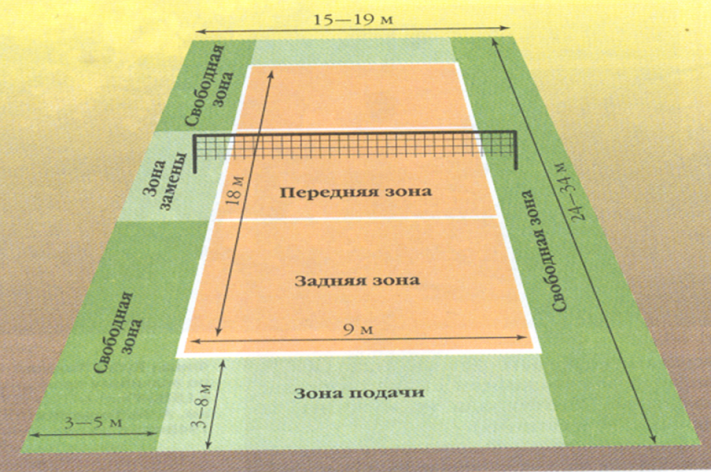 15—19 м
Свободная
зона
Зона
замены
18 м
Передняя зона
24—34 м
Свободная зона
Задняя зона
Свободная
зона
9 м
Зона подачи
3—8 м
3—5 м